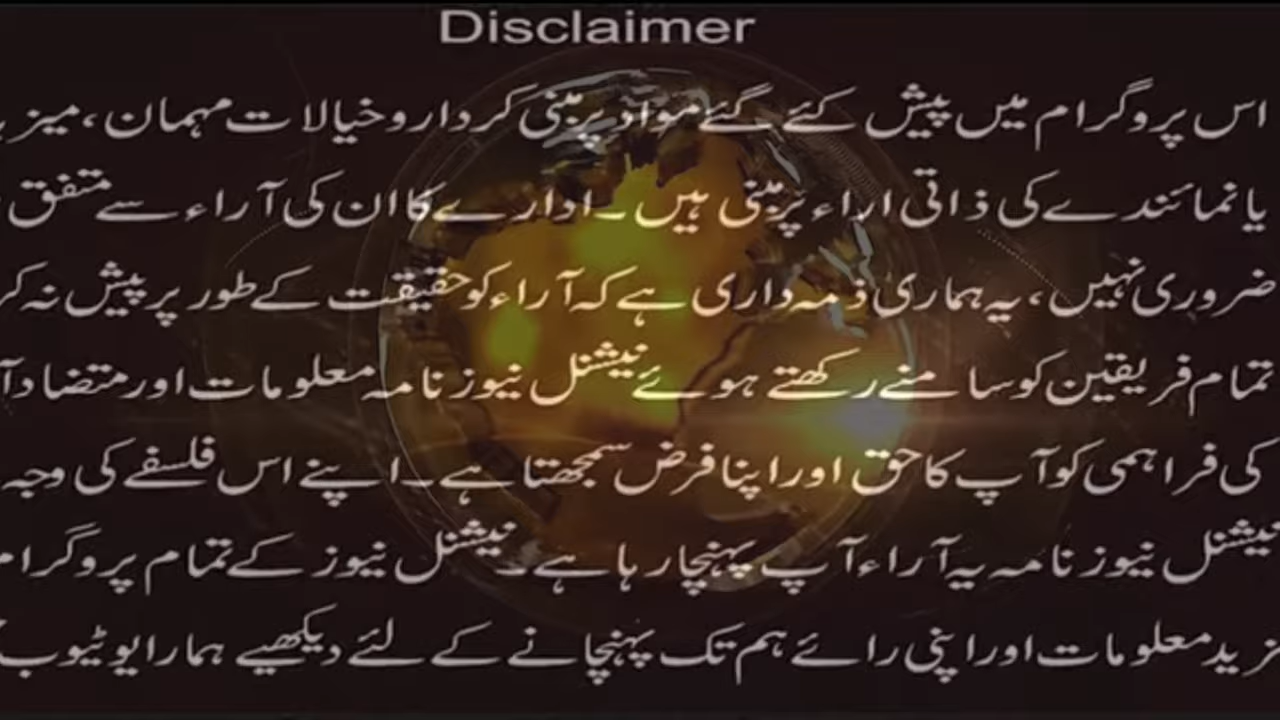 Disclaimer
اس پروگرام میں پیش کئے گئے مواد پر مبنی کردار و خیالات مہمان، میز
یا نمائندے کی ذاتی اراء پر مبنی ہیں۔ ادارے کا ان کی آراء سے متفق
ضروری نہیں، یہ ہماری ذمہ داری ہے کہ آراء کو حقیقت کے طور پر پیش نہ کر
تمام فریقین کو سامنے رکھتے ہوئے نیشنل نیوز نامہ معلومات اور متضاد آ
کی فراہمی کو آپ کا حق اور اپنا فرض سمجھتا ہے۔ اپنے اس فلسفے کی وجہ
نیشنل نیوز نامہ یہ آراء آپ پہنچا رہا ہے۔ نیشنل نیوز کے تمام پروگرام
زید معلومات اور اپنی رائے ہم تک پہنچانے کے لئے دیکھیے ہمارا یوٹیوب